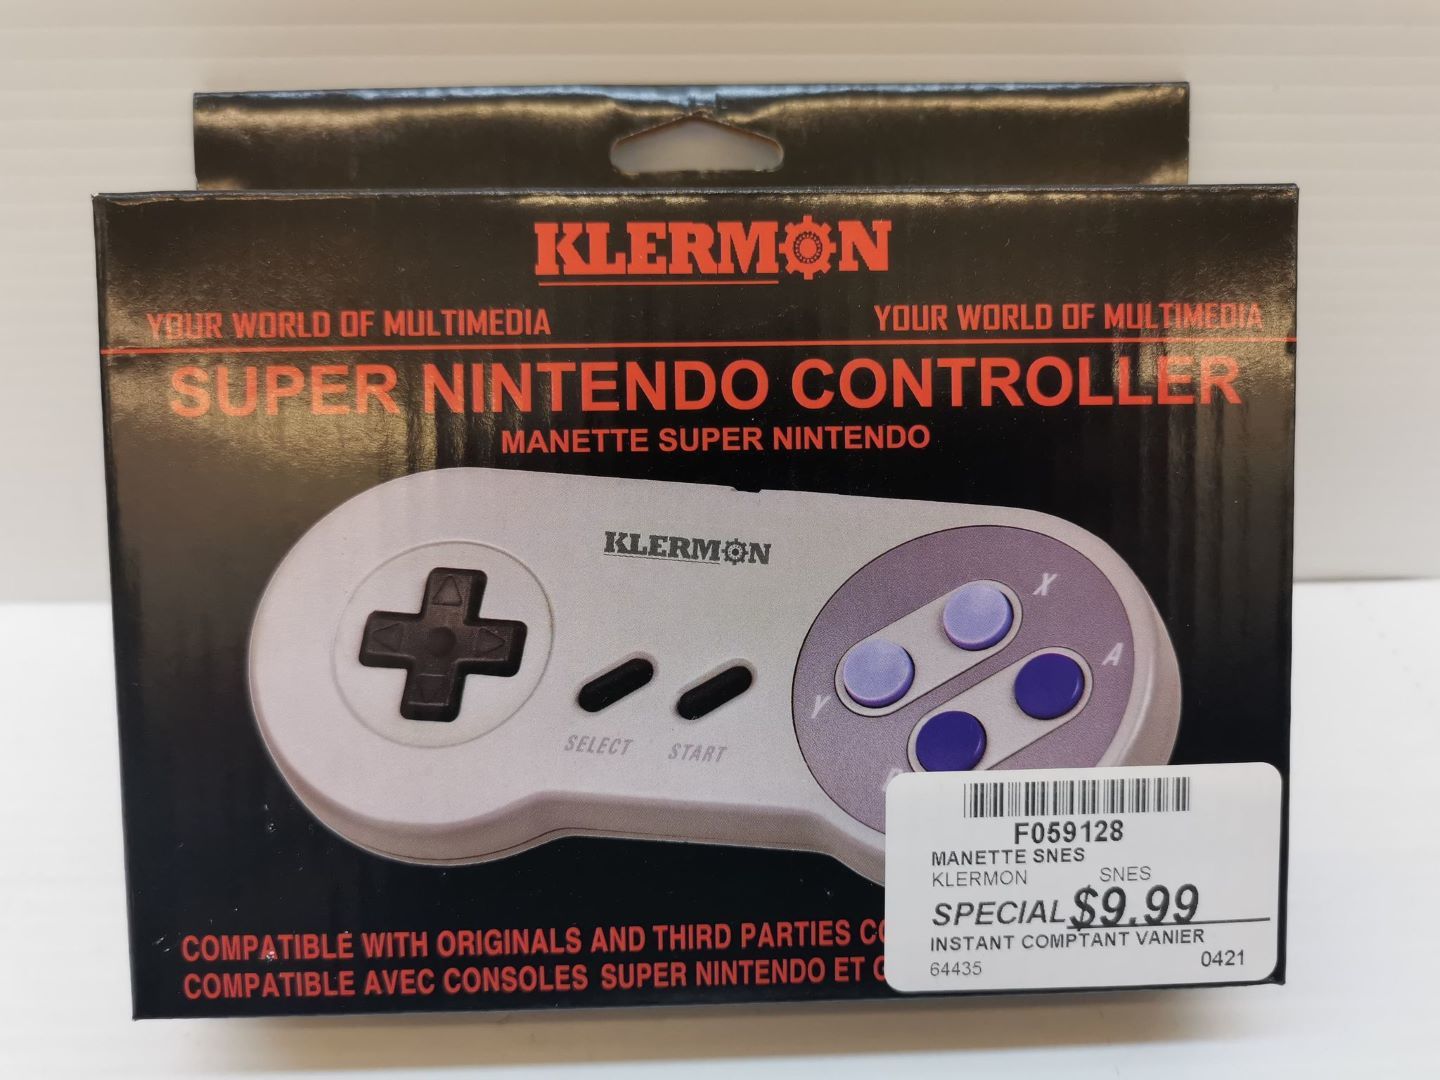 KLERMON
YOUR WORLD OF MULTIMEDIA
YOUR WORLD OF MULTIMEDIA
SUPER NINTENDO CONTROLLER
MANETTE SUPER NINTENDO
KLERMON
X
A
Y
SELECT
START
F059128
MANETTE SNES
KLERMON SNES
SPECIAL $9.99
INSTANT COMPTANT VANIER
64435 0421
COMPATIBLE WITH ORIGINALS AND THIRD PARTIES
COMPATIBLE AVEC CONSOLES SUPER NINTENDO ET